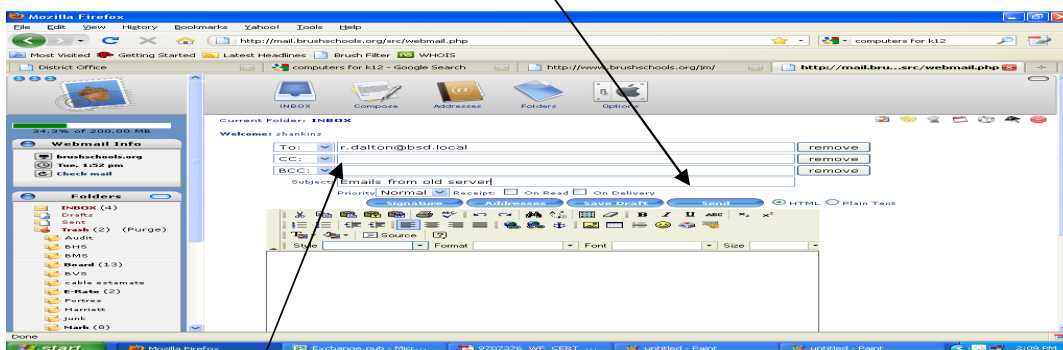 Mozilla Firefox
File Edit View History Bookmarks Yahoo! Tools Help
http://mail.brushschools.org/src/webmail.php
computers for k12
Most Visited Getting Started Latest Headlines Brush Filter WHOIS
District Office
computers for k12 - Google Search
http://www.brushschools.org/jm/
http://mail.bru...src/webmail.php
INBOX Compose Addresses Folders Options
Current Folder: INBOX
34.3% of 200.00 MB
Welcome: shankins
Webmail Info
brushschools.org
Tue, 1:52 pm
Check mail
To: r.dalton@bsd.local remove
CC: remove
BCC: remove
Subject: Emails from old server
Priority Normal Receipt: On Read On Delivery
Signature Addresses Save Draft Send HTML Plain Text
Source
Style Format Font Size
Folders
INBOX (4)
Drafts
Sent
Trash (2) (Purge)
Audit
BHS
BMS
Board (13)
BVS
cable estamate
E-Rate (2)
Fortres
Harriett
junk
Mark (8)
Done
start Mozilla Firefox Exchange.pub - Micr... 9707376_WF_CERT_... untitled - Paint untitled - Paint 2:09 PM